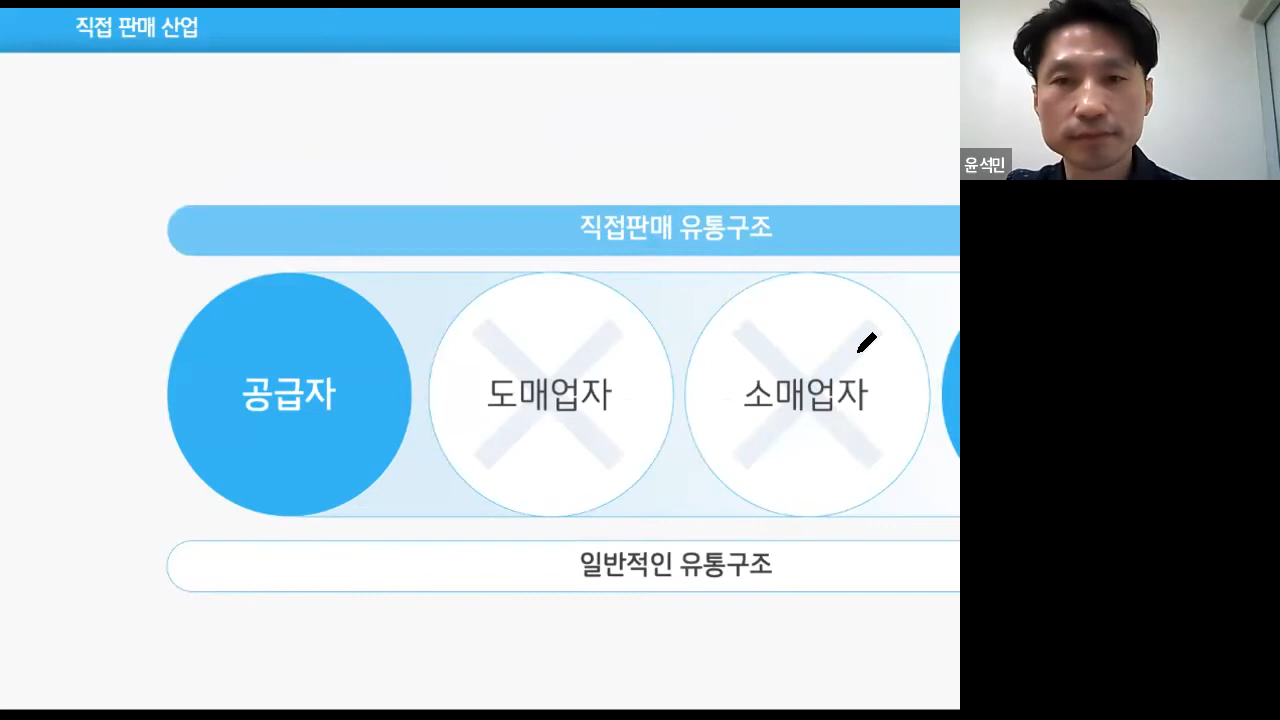 직접 판매 산업
윤석민
직접판매 유통구조
공급자
도매업자
소매업자
일반적인 유통구조